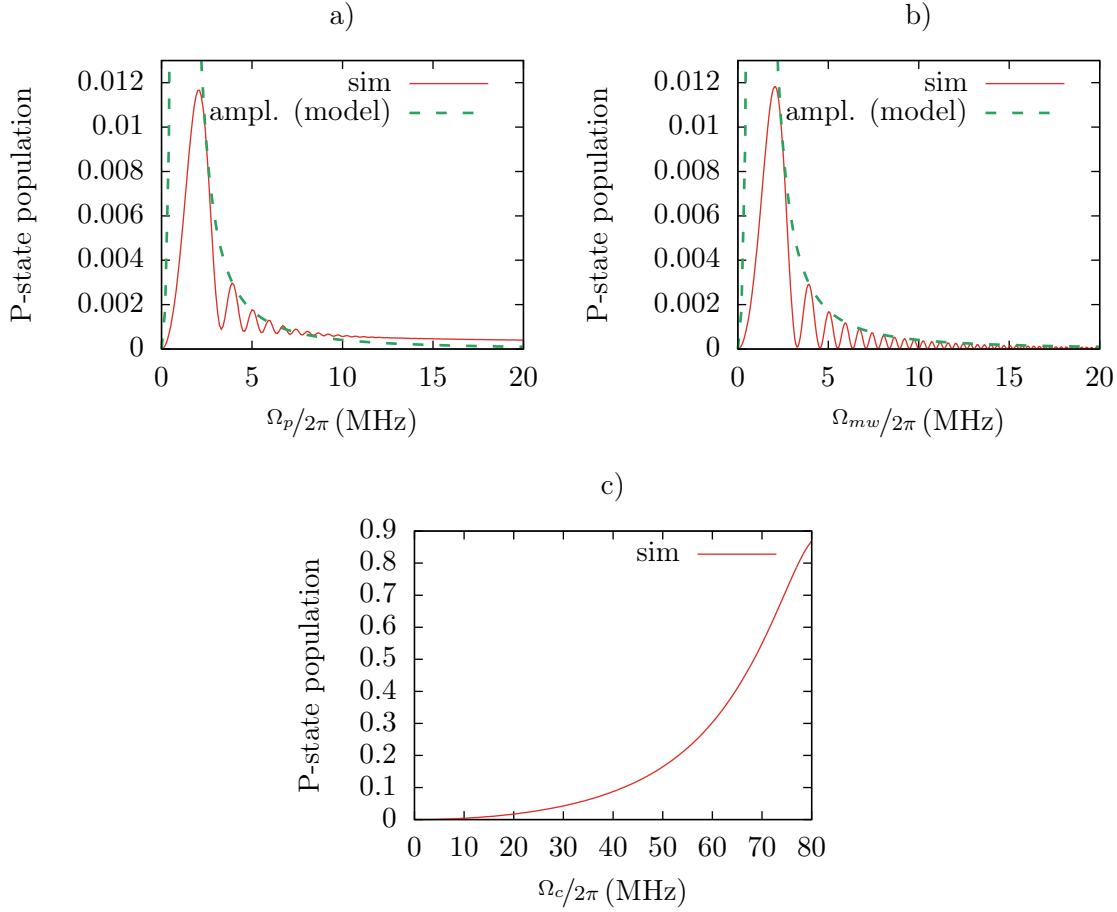 a)
P-state population
0.012
0.01
0.008
0.006
0.004
0.002
0
sim
ampl. (model)
0 5 10 15 20
Ωp/2π (MHz)
b)
P-state population
0.012
0.01
0.008
0.006
0.004
0.002
0
sim
ampl. (model)
0 5 10 15 20
Ωmw/2π (MHz)
c)
P-state population
0.9
0.8
0.7
0.6
0.5
0.4
0.3
0.2
0.1
0
sim
0 10 20 30 40 50 60 70 80
Ωc/2π (MHz)